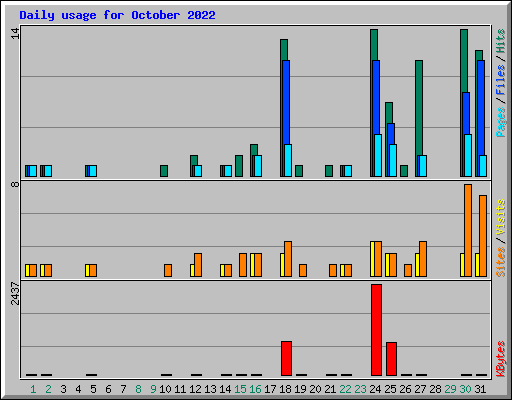 Daily usage for October 2022
14
8
2437
Pages / Files / Hits
Sites / Visits
KBytes
1 2 3 4 5 6 7 8 9 10 11 12 13 14 15 16 17 18 19 20 21 22 23 24 25 26 27 28 29 30 31